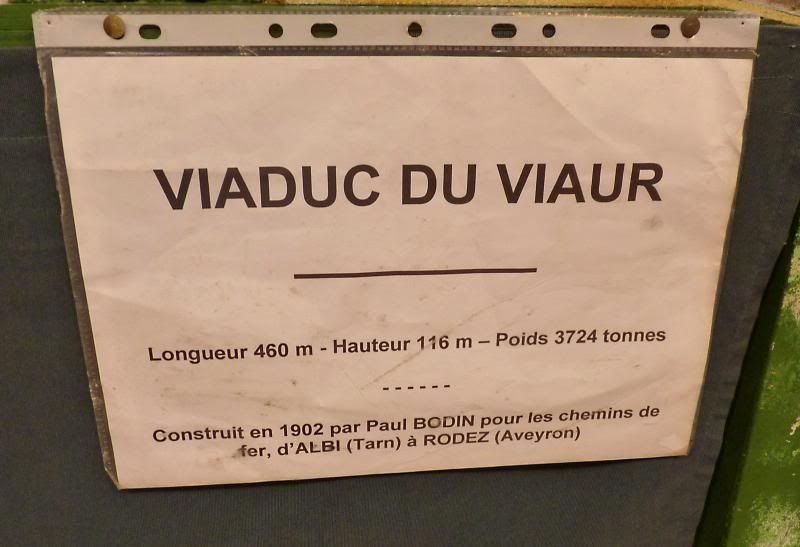 VIADUC DU VIAUR
Longueur 460 m - Hauteur 116 m – Poids 3724 tonnes
------
Construit en 1902 par Paul BODIN pour les chemins de
fer, d'ALBI (Tarn) à RODEZ (Aveyron)